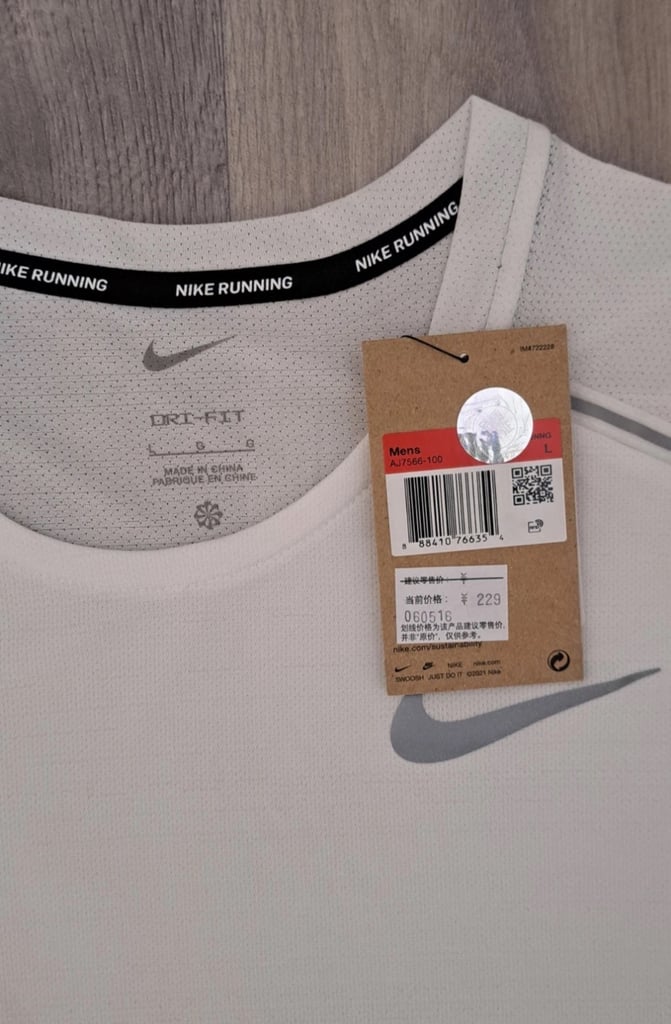 NIKE RUNNING
NIKE RUNNING
NIKE RUNNING
DRI-FIT
L G G
MADE IN CHINA
FABRIQUÉ EN CHINE
Mens
AJ7566-100
L
8 88410 76635 4
建议零售价: ¥
当前价格: ¥ 229
060516
划线价格为该产品建议零售价,
并非"原价", 仅供参考。
nike.com/sustainability
NIKE nike.com
SWOOSH JUST DO IT ©2021 Nike